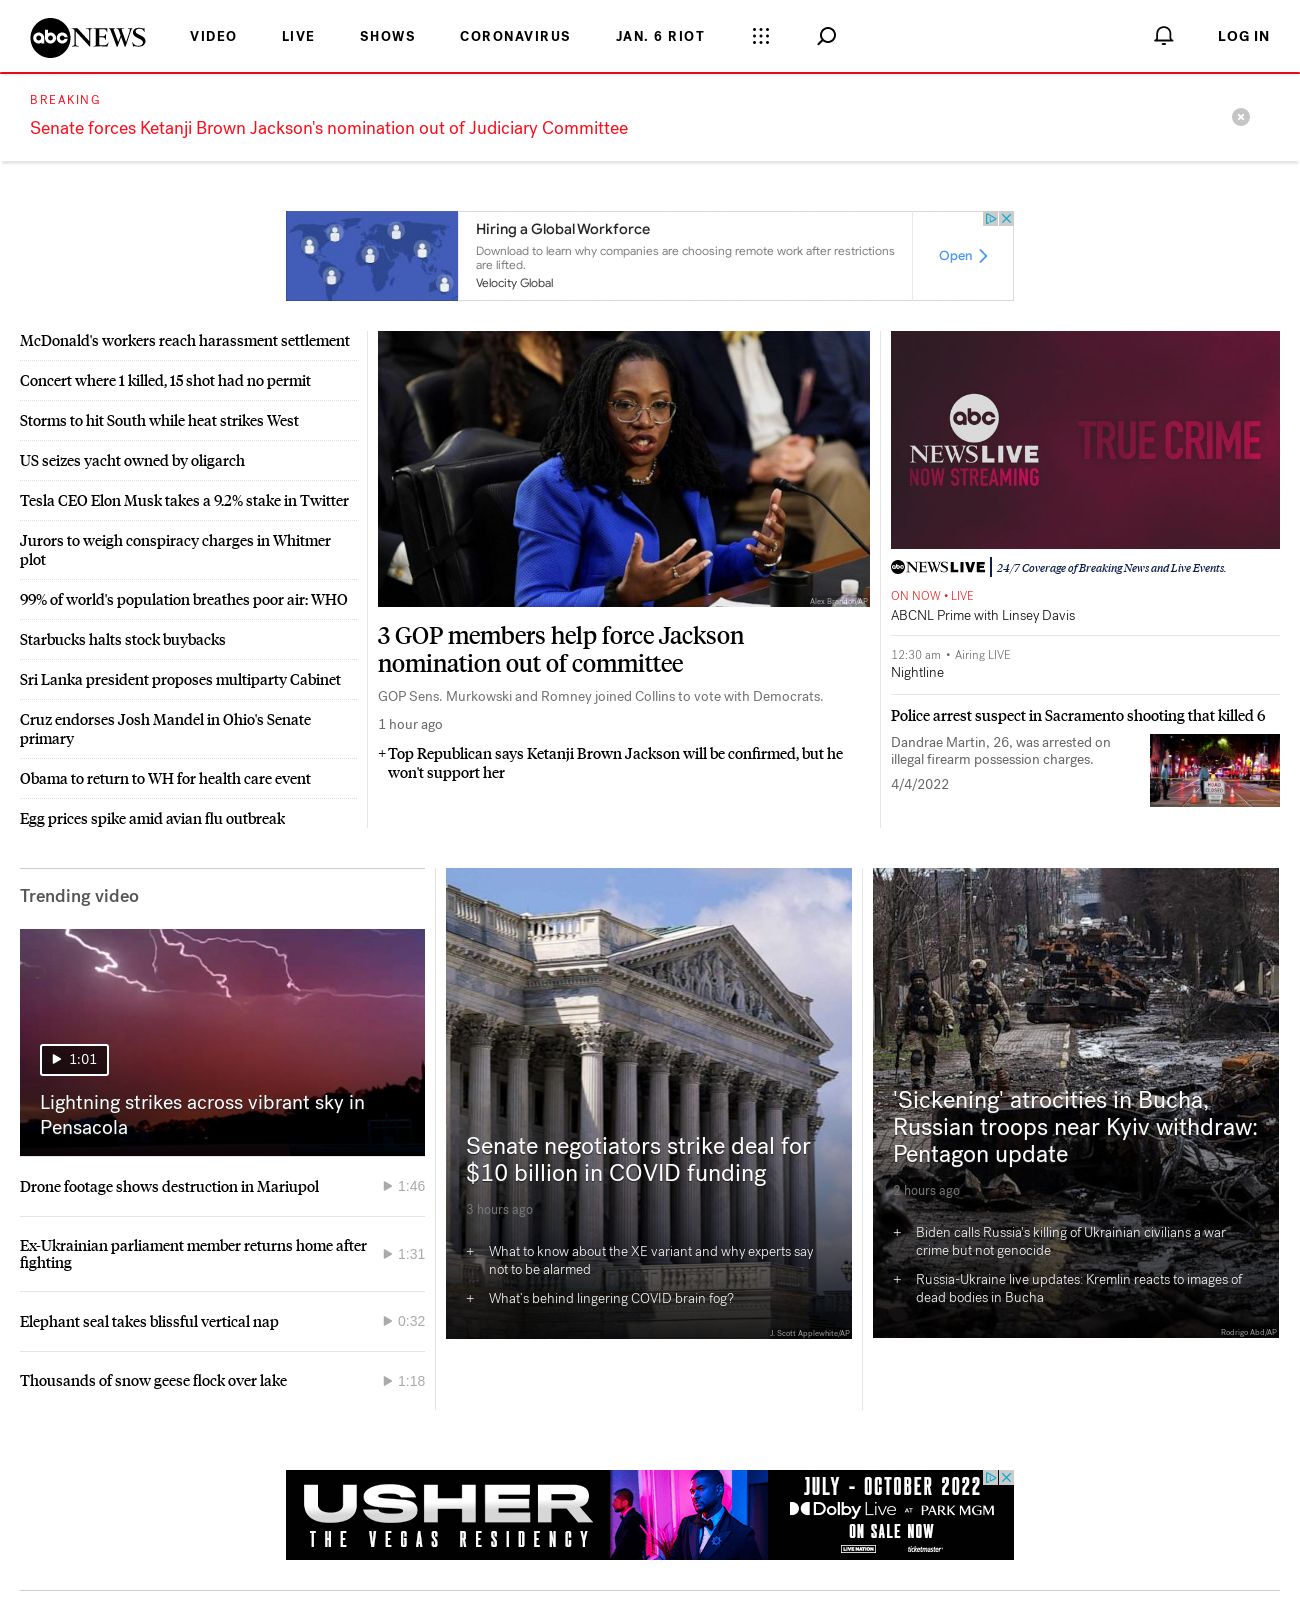 abc NEWS VIDEO LIVE SHOWS CORONAVIRUS JAN. 6 RIOT LOG IN
BREAKING
Senate forces Ketanji Brown Jackson's nomination out of Judiciary Committee
Hiring a Global Workforce
Download to learn why companies are choosing remote work after restrictions
are lifted.
Velocity Global
Open
McDonald's workers reach harassment settlement
Concert where 1 killed, 15 shot had no permit
Storms to hit South while heat strikes West
US seizes yacht owned by oligarch
Tesla CEO Elon Musk takes a 9.2% stake in Twitter
Jurors to weigh conspiracy charges in Whitmer
plot
99% of world's population breathes poor air: WHO
Starbucks halts stock buybacks
Sri Lanka president proposes multiparty Cabinet
Cruz endorses Josh Mandel in Ohio's Senate
primary
Obama to return to WH for health care event
Egg prices spike amid avian flu outbreak
Alex Brandon/AP
3 GOP members help force Jackson
nomination out of committee
GOP Sens. Murkowski and Romney joined Collins to vote with Democrats.
1 hour ago
+ Top Republican says Ketanji Brown Jackson will be confirmed, but he
won't support her
abc
NEWS LIVE
NOW STREAMING
TRUE CRIME
abc NEWS LIVE 24/7 Coverage of Breaking News and Live Events.
ON NOW • LIVE
ABCNL Prime with Linsey Davis
12:30 am • Airing LIVE
Nightline
Police arrest suspect in Sacramento shooting that killed 6
Dandrae Martin, 26, was arrested on
illegal firearm possession charges.
4/4/2022
ROAD
CLOSED
Trending video
1:01
Lightning strikes across vibrant sky in
Pensacola
Drone footage shows destruction in Mariupol 1:46
Ex-Ukrainian parliament member returns home after
fighting 1:31
Elephant seal takes blissful vertical nap 0:32
Thousands of snow geese flock over lake 1:18
Senate negotiators strike deal for
$10 billion in COVID funding
3 hours ago
+ What to know about the XE variant and why experts say
not to be alarmed
+ What's behind lingering COVID brain fog?
J. Scott Applewhite/AP
'Sickening' atrocities in Bucha,
Russian troops near Kyiv withdraw:
Pentagon update
2 hours ago
+ Biden calls Russia's killing of Ukrainian civilians a war
crime but not genocide
+ Russia-Ukraine live updates: Kremlin reacts to images of
dead bodies in Bucha
Rodrigo Abd/AP
USHER
THE VEGAS RESIDENCY
JULY - OCTOBER 2022
Dolby Live AT PARK MGM
ON SALE NOW
LIVE NATION ticketmaster